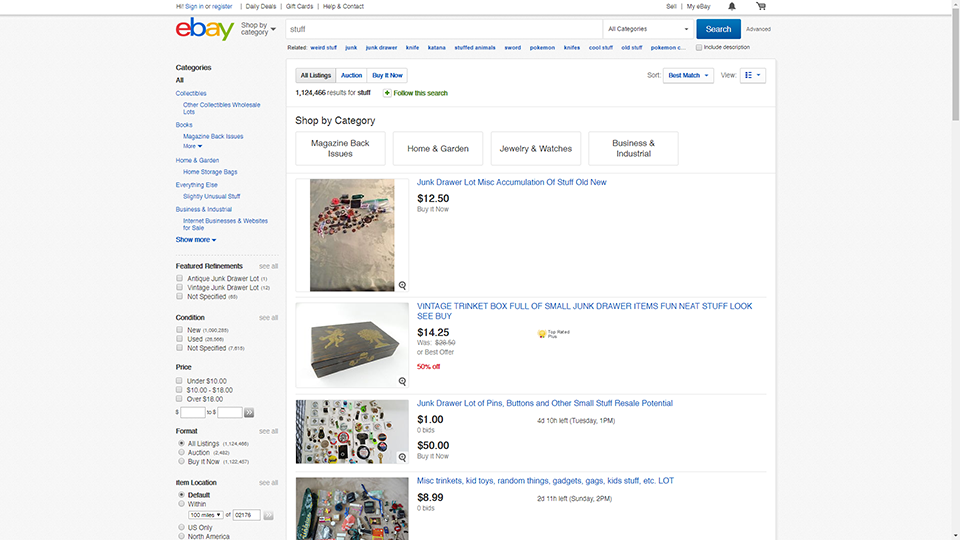 Hi! Sign in or register | Daily Deals | Gift Cards | Help & Contact
Sell | My eBay
ebay
Shop by
category
stuff
All Categories
Search
Advanced
Related: weird stuff junk junk drawer knife katana stuffed animals sword pokemon knifes cool stuff old stuff pokemon c...
Include description
Categories
All
Collectibles
Other Collectibles Wholesale
Lots
Books
Magazine Back Issues
More
Home & Garden
Home Storage Bags
Everything Else
Slightly Unusual Stuff
Business & Industrial
Internet Businesses & Websites
for Sale
Show more
Featured Refinements see all
Antique Junk Drawer Lot (1)
Vintage Junk Drawer Lot (12)
Not Specified
Condition see all
New
Used
Not Specified
Price
Under $10.00
$10.00 - $18.00
Over $18.00
$ to $
Format see all
All Listings (1,124,466)
Auction
Buy It Now
Item Location see all
Default
Within
100 miles of 02176
US Only
North America
All Listings Auction Buy It Now
Sort: Best Match View:
1,124,466 results for stuff + Follow this search
Shop by Category
Magazine Back
Issues
Home & Garden
Jewelry & Watches
Business &
Industrial
Junk Drawer Lot Misc Accumulation Of Stuff Old New
$12.50
Buy It Now
VINTAGE TRINKET BOX FULL OF SMALL JUNK DRAWER ITEMS FUN NEAT STUFF LOOK
SEE BUY
$14.25
Was: $28.50
or Best Offer
50% off
Top Rated
Plus
Junk Drawer Lot of Pins, Buttons and Other Small Stuff Resale Potential
$1.00
0 bids
4d 10h left (Tuesday, 1PM)
$50.00
Buy It Now
Misc trinkets, kid toys, random things, gadgets, gags, kids stuff, etc. LOT
$8.99
0 bids
2d 11h left (Sunday, 2PM)